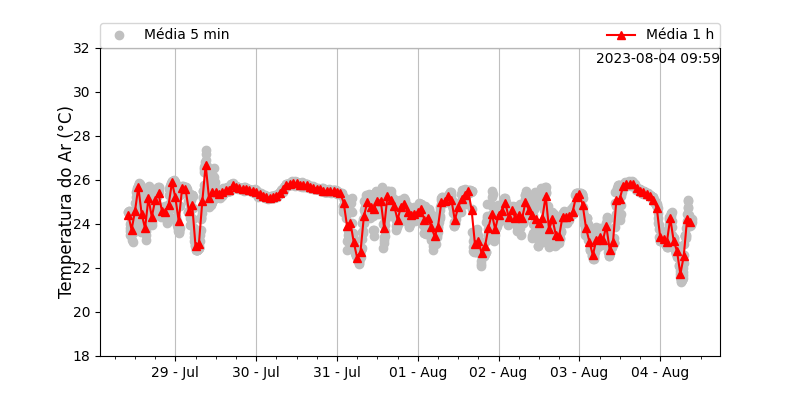 Média 5 min
Média 1 h
2023-08-04 09:59
Temperatura do Ar (°C)
32
30
28
26
24
22
20
18
29 - Jul
30 - Jul
31 - Jul
01 - Aug
02 - Aug
03 - Aug
04 - Aug